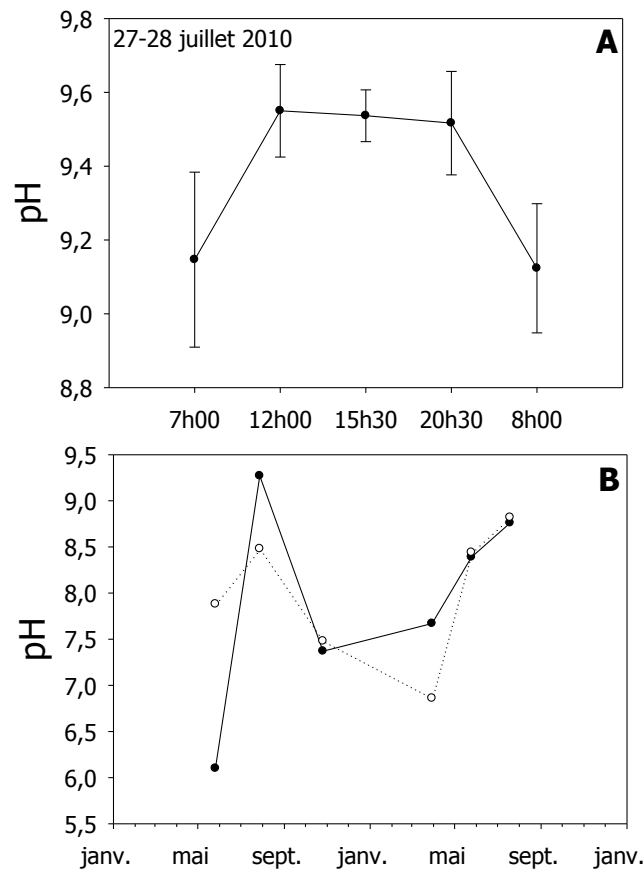 27-28 juillet 2010
A
9,8
9,6
9,4
9,2
9,0
8,8
pH
7h00 12h00 15h30 20h30 8h00
B
9,5
9,0
8,5
8,0
7,5
7,0
6,5
6,0
5,5
pH
janv. mai sept. janv. mai sept. janv.